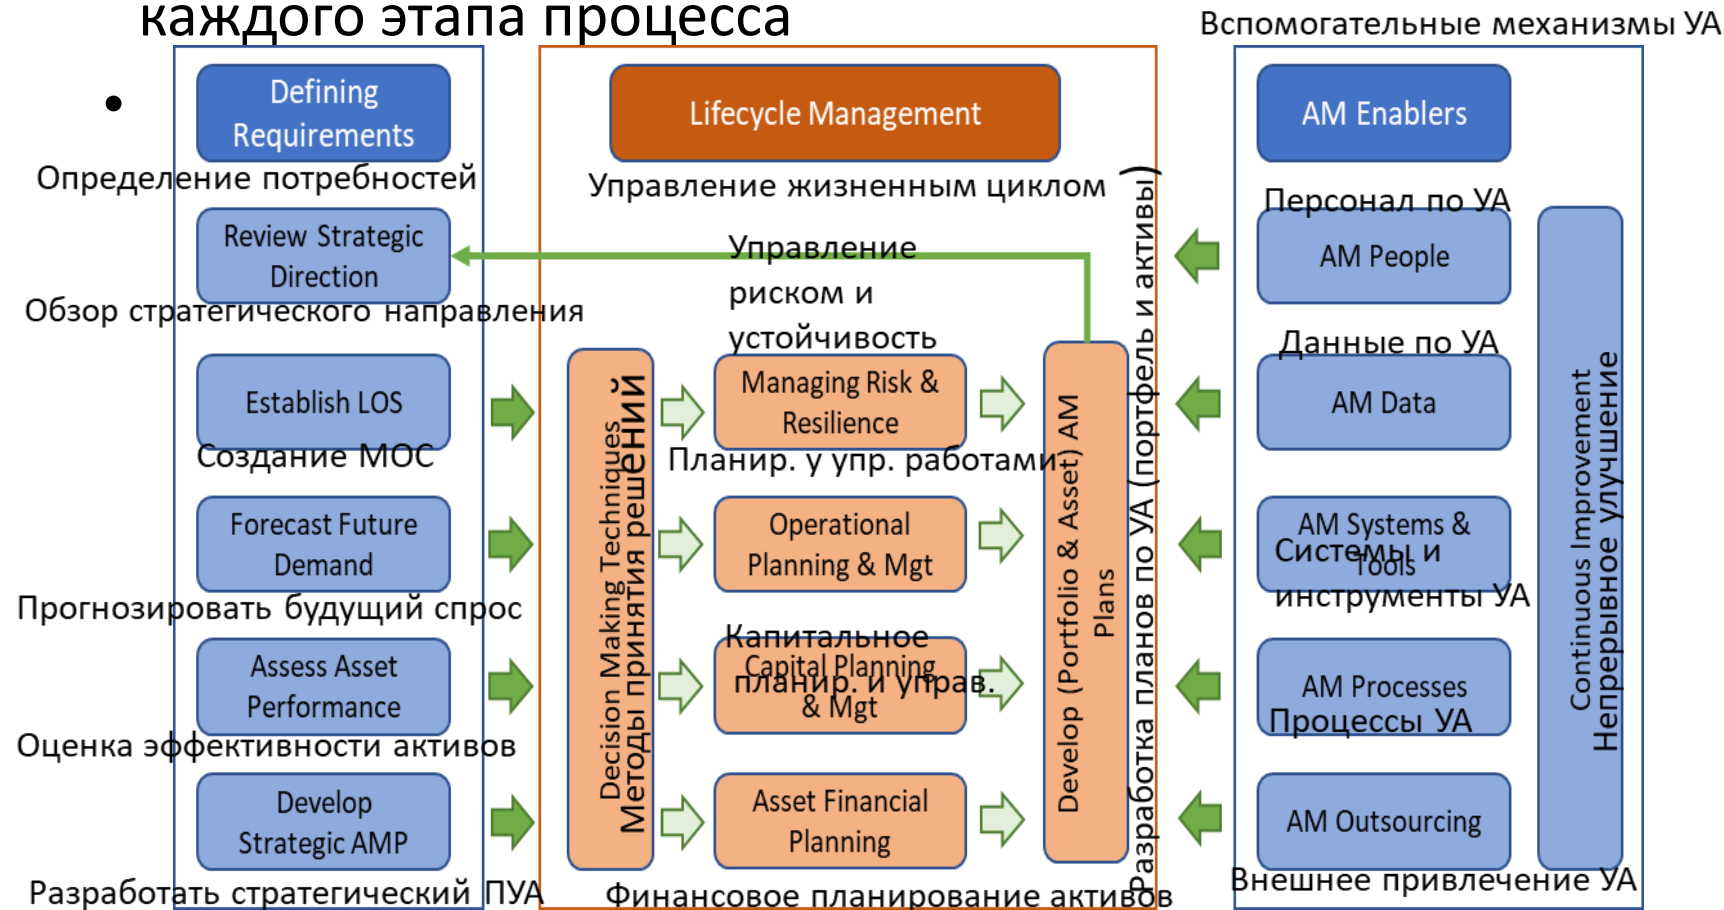 каждого этапа процесса
Вспомогательные механизмы УА
•
Defining
Requirements
Определение потребностей
Review Strategic
Direction
Обзор стратегического направления
Establish LOS
Создание МОС
Forecast Future
Demand
Прогнозировать будущий спрос
Assess Asset
Performance
Оценка эффективности активов
Develop
Strategic AMP
Разработать стратегический ПУА
Lifecycle Management
Управление жизненным циклом
Decision Making Techniques
Методы принятия решений
Управление
риском и
устойчивость
Managing Risk &
Resilience
Планир. у упр. работами.
Operational
Planning & Mgt
Капитальное
планир. и управ.
Capital Planning
& Mgt
Asset Financial
Planning
Финансовое планирование активов
Develop (Portfolio & Asset) AM
Plans
Разработка планов по УА (портфель и активы)
AM Enablers
Персонал по УА
AM People
Данные по УА
AM Data
AM Systems &
Tools
Системы и
инструменты УА
AM Processes
Процессы УА
AM Outsourcing
Внешнее привлечение УА
Continuous Improvement
Непрерывное улучшение